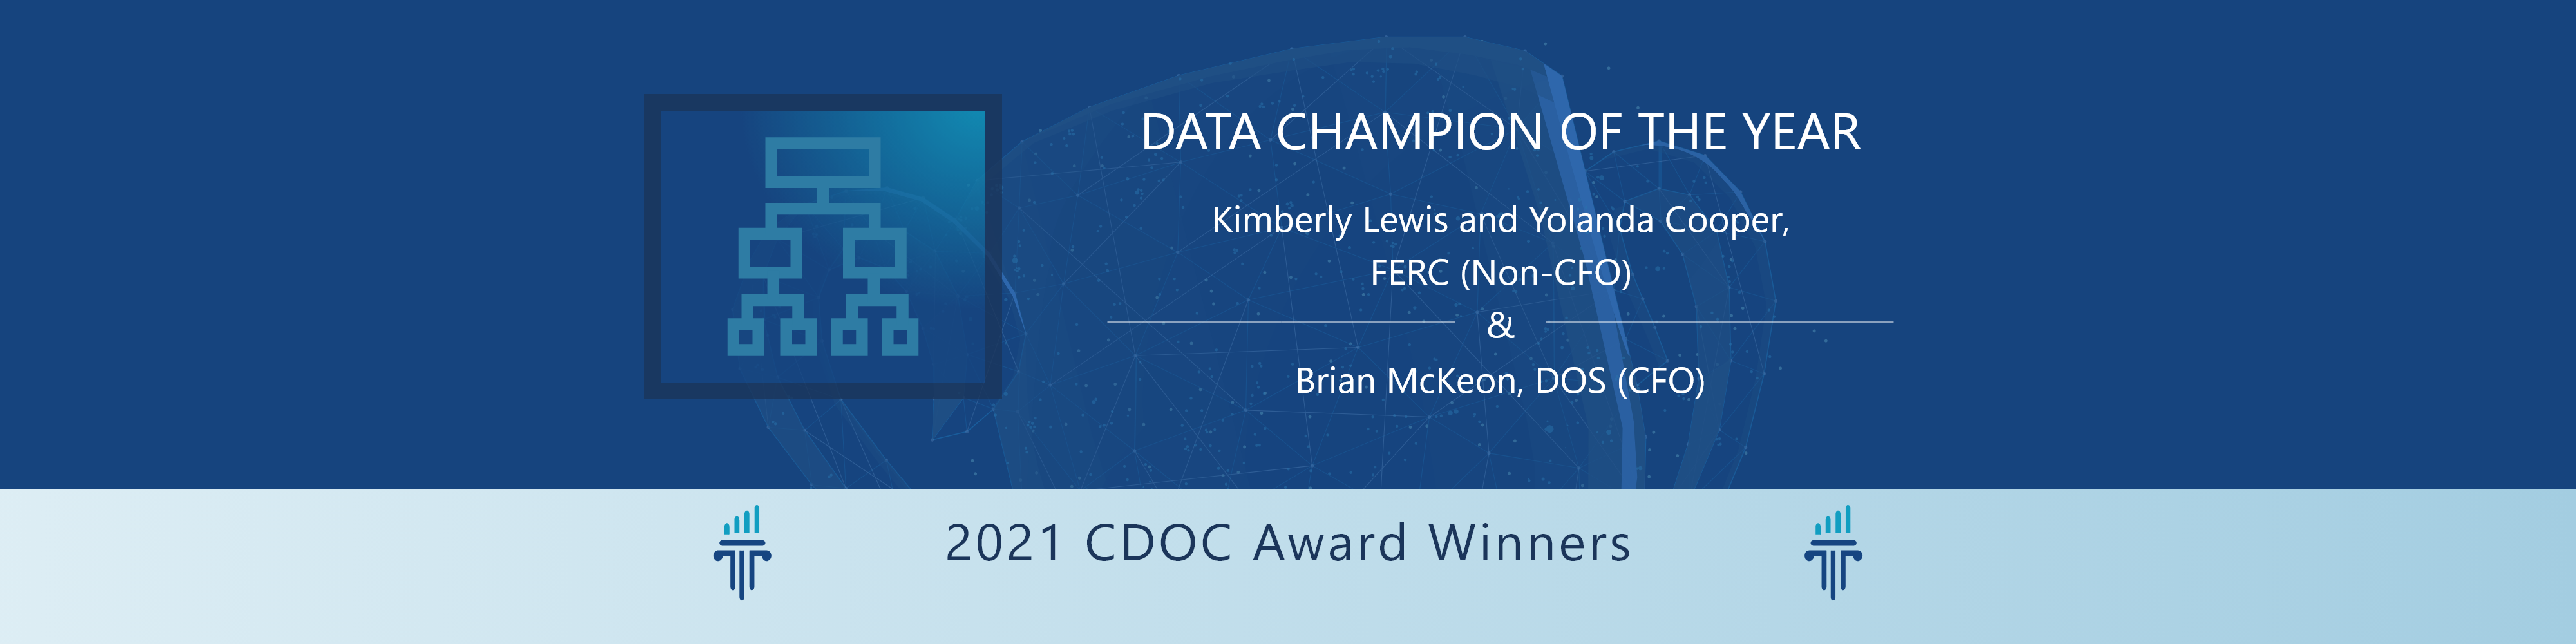 DATA CHAMPION OF THE YEAR
Kimberly Lewis and Yolanda Cooper,
FERC (Non-CFO)
&
Brian McKeon, DOS (CFO)
2021 CDOC Award Winners